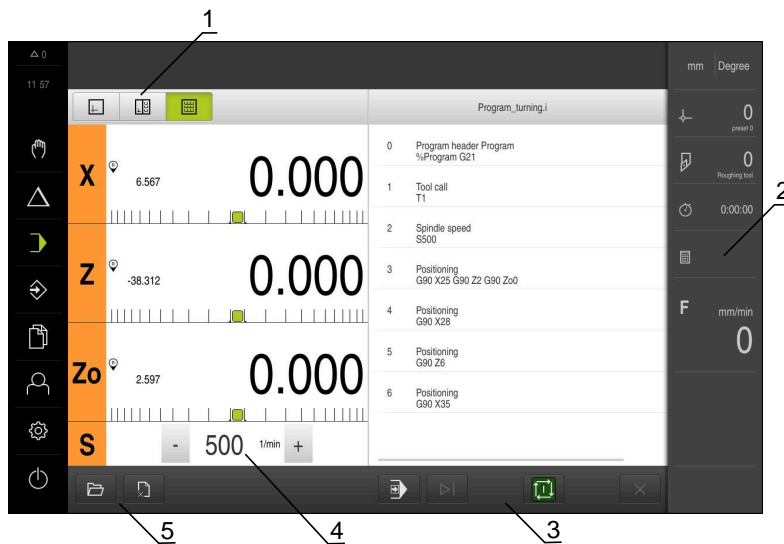 1
△ 0
11 57
mm Degree
Program_turning.i
X
R
6.567
0.000
Z
R
-38.312
0.000
Zo
R
2.597
0.000
S
- 500 1/min +
0 Program header Program
%Program G21
1 Tool call
T1
2 Spindle speed
S500
3 Positioning
G90 X25 G90 Z2 G90 Zo0
4 Positioning
G90 X28
5 Positioning
G90 Z6
6 Positioning
G90 X35
0
preset 0
0
Roughing tool
0:00:00
2
F mm/min
0
5
4
3